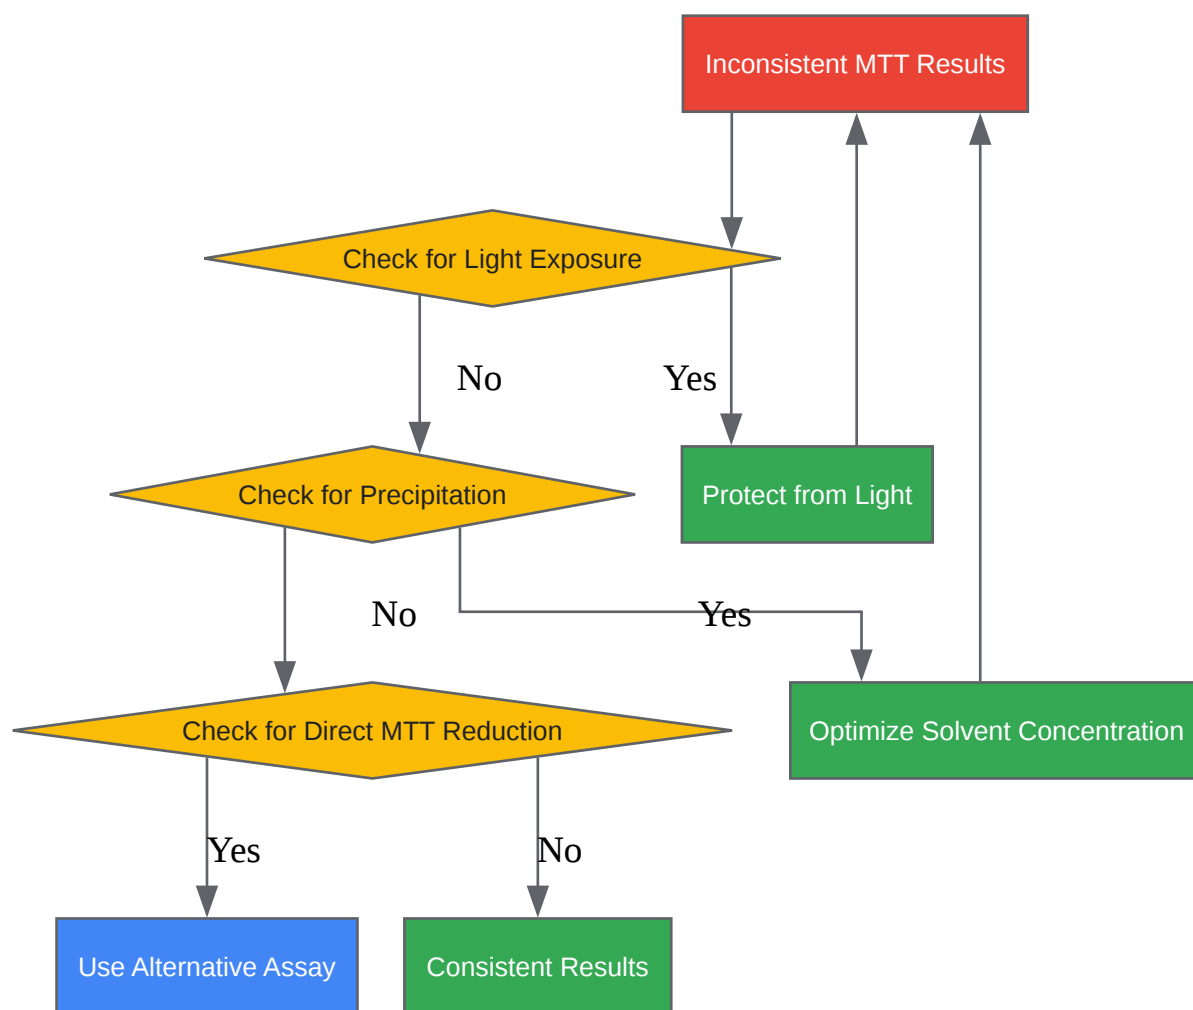 Inconsistent MTT Results
Check for Light Exposure
No
Yes
Check for Precipitation
Protect from Light
No
Yes
Check for Direct MTT Reduction
Optimize Solvent Concentration
Yes
No
Use Alternative Assay
Consistent Results